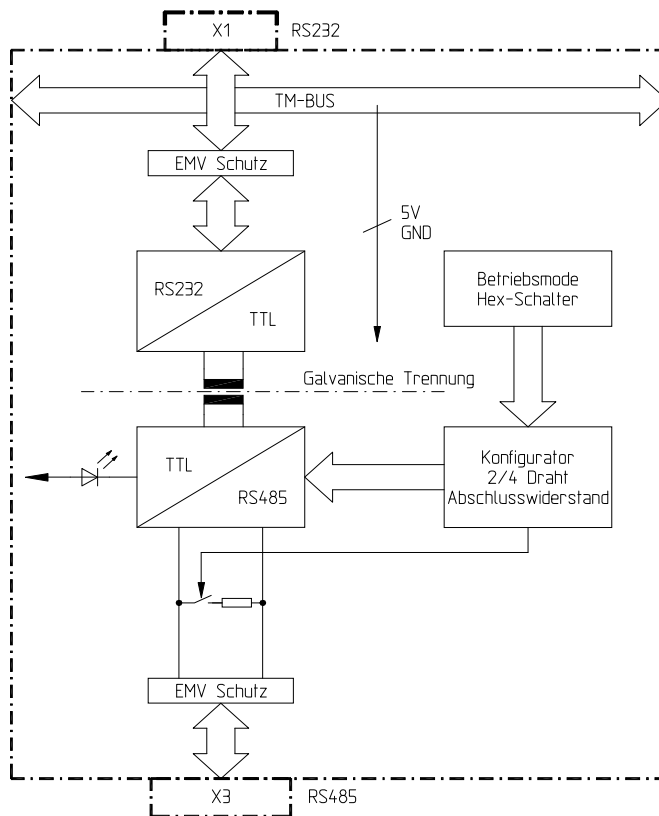 X1
RS232
TM-BUS
EMV Schutz
5V
GND
RS232
TTL
Betriebsmode
Hex-Schalter
Galvanische Trennung
TTL
RS485
Konfigurator
2/4 Draht
Abschlusswiderstand
EMV Schutz
X3
RS485